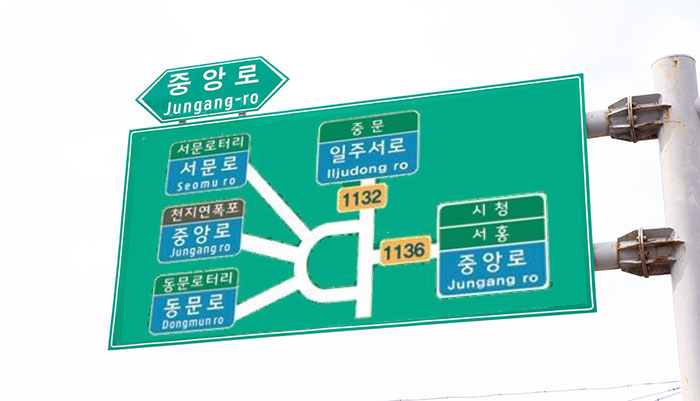 중앙로
Jungang-ro
서문로터리
서문로
Seomu ro
천지연폭포
중앙로
Jungang ro
동문로터리
동문로
Dongmun ro
중문
일주서로
Iljudong ro
1132
1136
시청
서홍
중앙로
Jungang ro